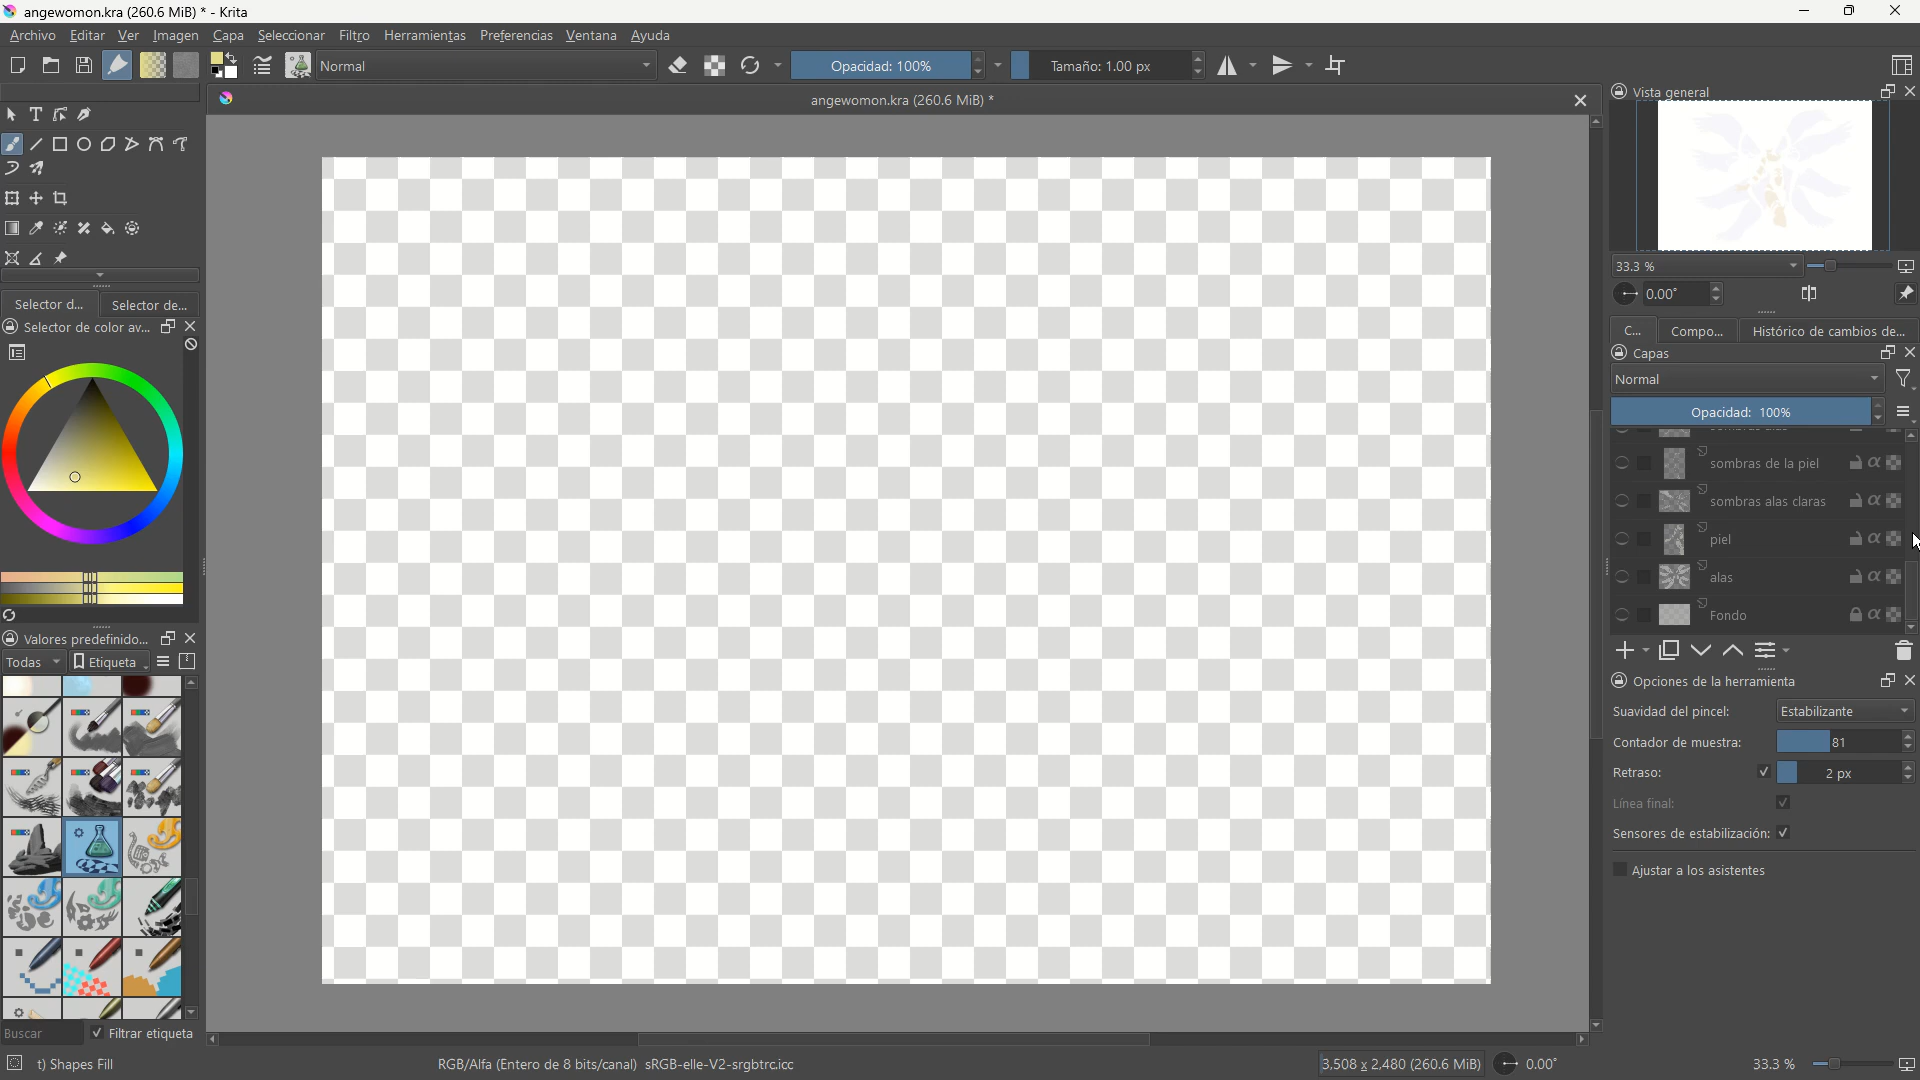 angewomon.kra (260.6 MiB) * - Krita
Archivo Editar Ver Imagen Capa Seleccionar Filtro Herramientas Preferencias Ventana Ayuda
Normal Opacidad: 100% Tamaño: 1.00 px
angewomon.kra (260.6 MiB) *
Vista general
33.3 %
0.00°
Selector d... Selector de...
Selector de color av...
C... Compo... Histórico de cambios de...
Capas
Normal
Opacidad: 100%
sombras de la piel
sombras alas claras
piel
alas
Fondo
Valores predefinido...
Todas Etiqueta
Opciones de la herramienta
Suavidad del pincel: Estabilizante
Contador de muestra: 81
Retraso: 2 px
Línea final:
Sensores de estabilización:
Ajustar a los asistentes
Buscar Filtrar etiqueta
t) Shapes Fill
RGB/Alfa (Entero de 8 bits/canal) sRGB-elle-V2-srgbtrc.icc
3,508 x 2,480 (260.6 MiB) 0.00°
33.3 %